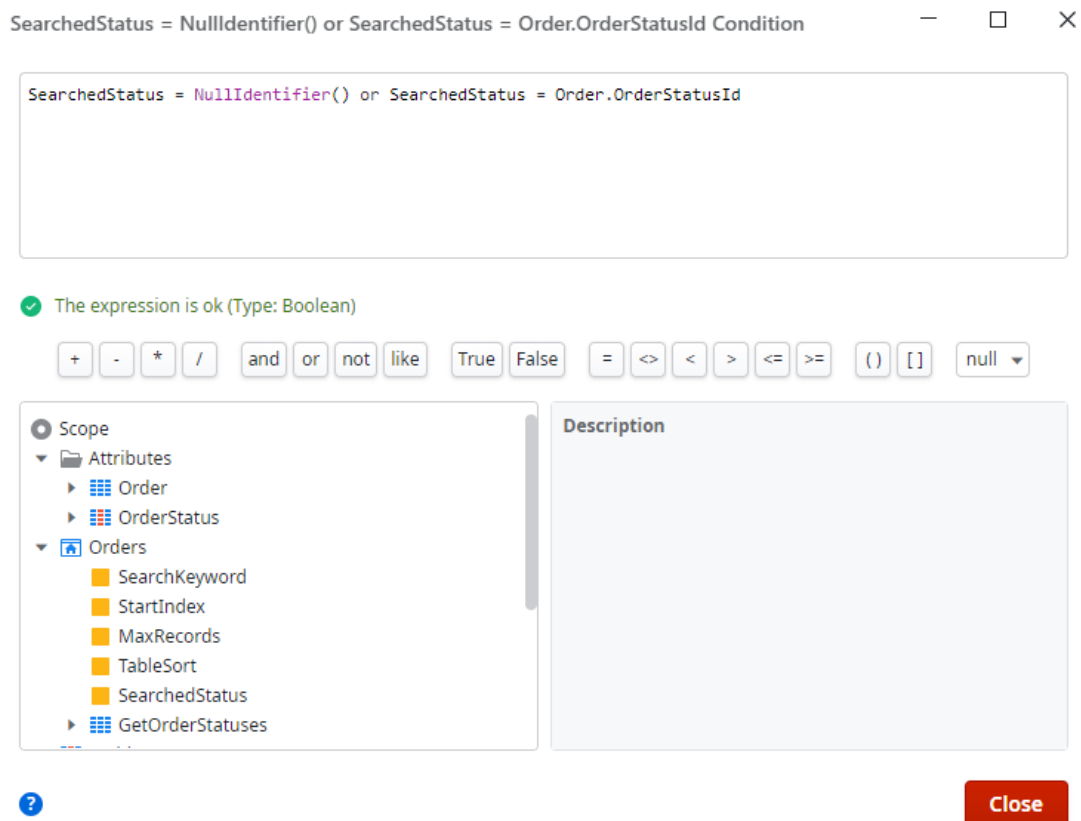 SearchedStatus = NullIdentifier() or SearchedStatus = Order.OrderStatusId Condition
SearchedStatus = NullIdentifier() or SearchedStatus = Order.OrderStatusId
The expression is ok (Type: Boolean)
+ - * / and or not like True False = <> < > <= >= ( ) [ ] null
Scope
Attributes
Order
OrderStatus
Orders
SearchKeyword
StartIndex
MaxRecords
TableSort
SearchedStatus
GetOrderStatuses
Description
?
Close